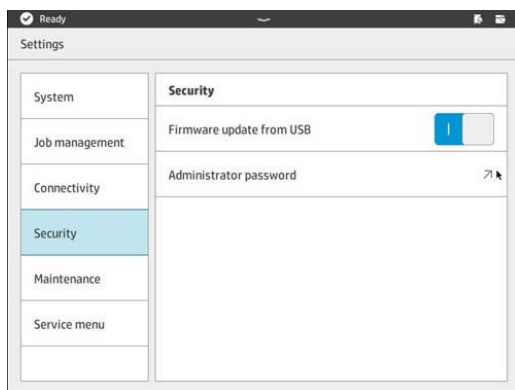 Ready
Settings
System
Job management
Connectivity
Security
Maintenance
Service menu
Security
Firmware update from USB
Administrator password